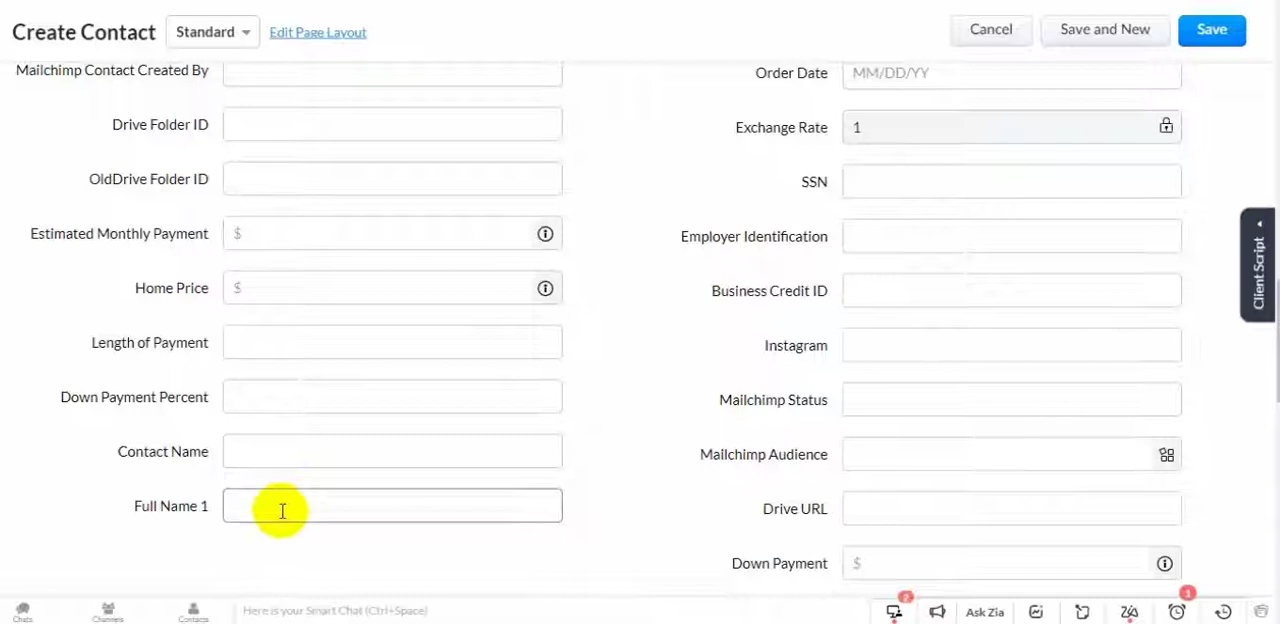 Create Contact Standard Edit Page Layout Cancel Save and New Save
Mailchimp Contact Created By
Drive Folder ID
OldDrive Folder ID
Estimated Monthly Payment $
Home Price $
Length of Payment
Down Payment Percent
Contact Name
Full Name 1
Order Date MM/DD/YY
Exchange Rate 1
SSN
Employer Identification
Business Credit ID
Instagram
Mailchimp Status
Mailchimp Audience
Drive URL
Down Payment $
Client Script
Chats Channels Contacts Here is your Smart Chat (Ctrl+Space) 2 Ask Zia 1